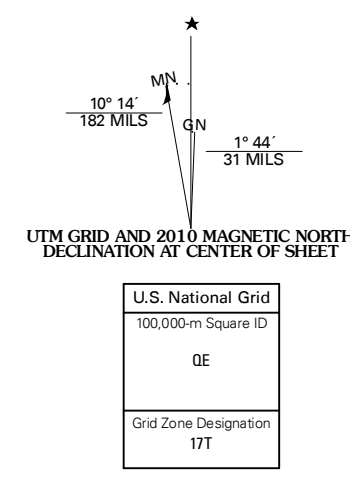 ★
MN
10° 14´
182 MILS
GN
1° 44´
31 MILS
UTM GRID AND 2010 MAGNETIC NORTH
DECLINATION AT CENTER OF SHEET
U.S. National Grid
100,000-m Square ID
QE
Grid Zone Designation
17T